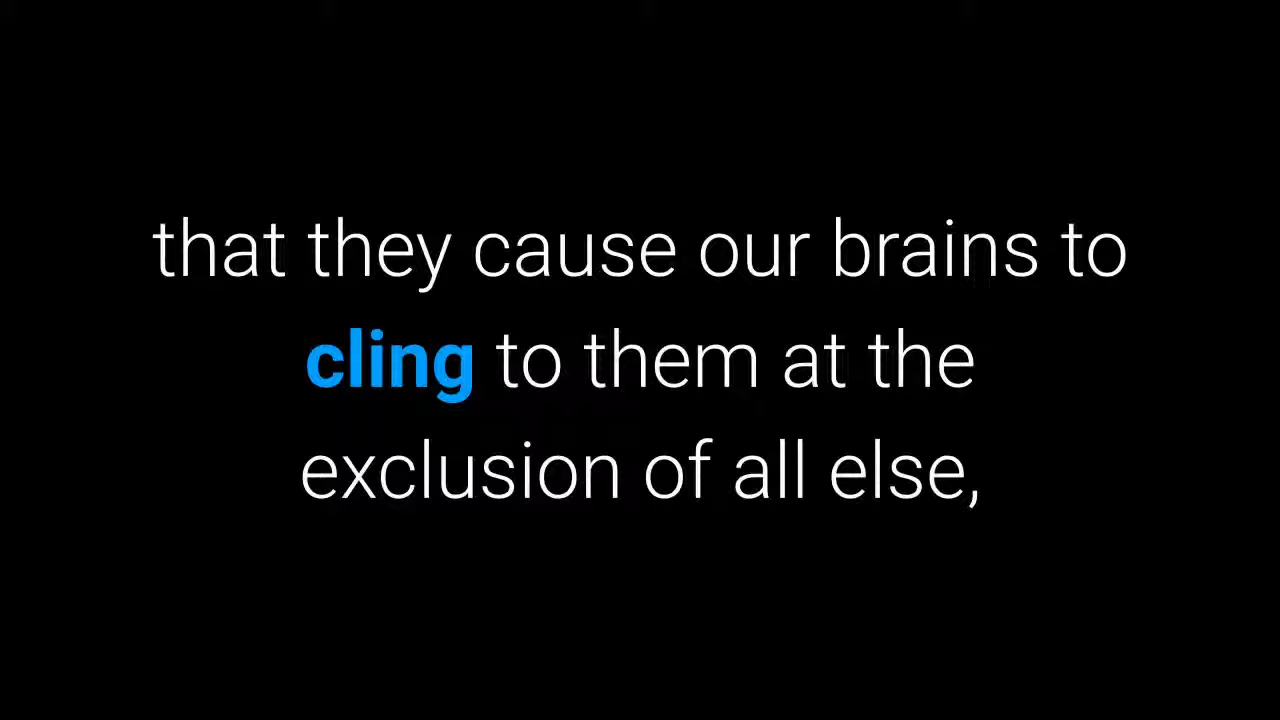 that they cause our brains to
cling to them at the
exclusion of all else,